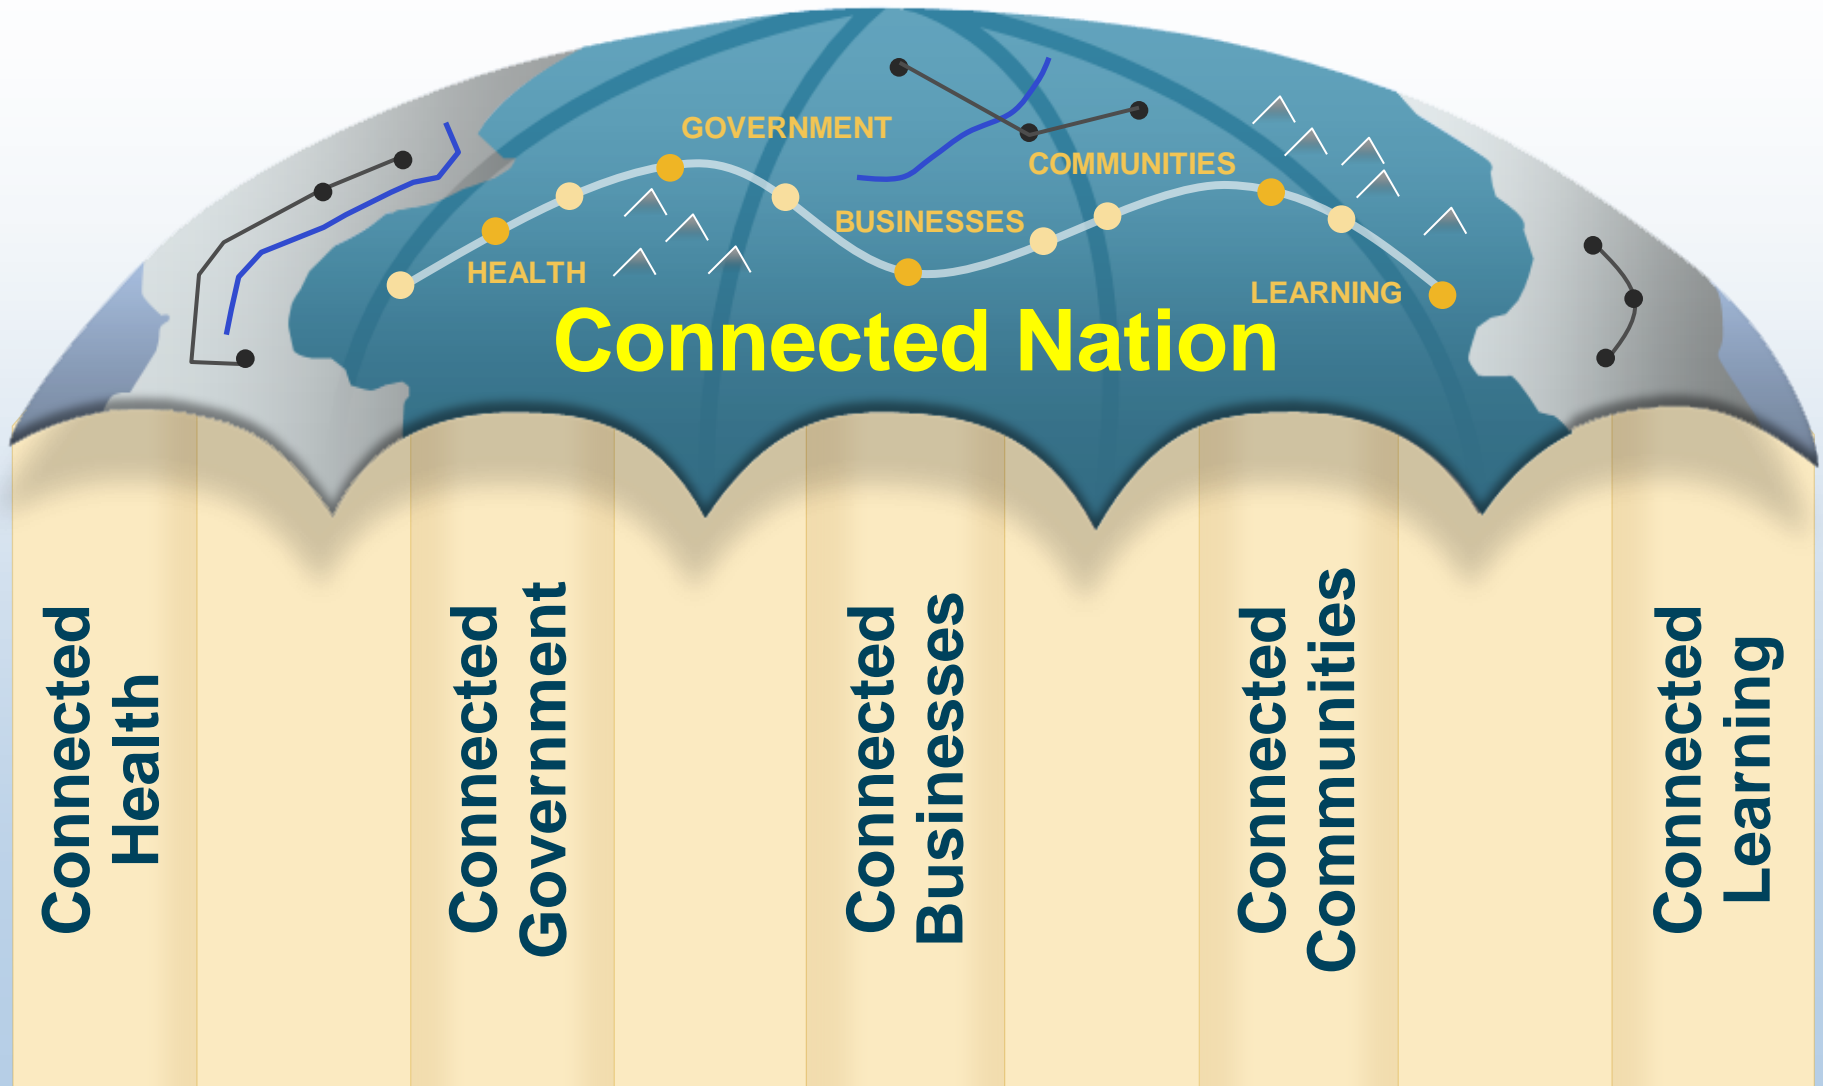 GOVERNMENT
COMMUNITIES
BUSINESSES
HEALTH
LEARNING
Connected Nation
Connected
Health
Connected
Government
Connected
Businesses
Connected
Communities
Connected
Learning